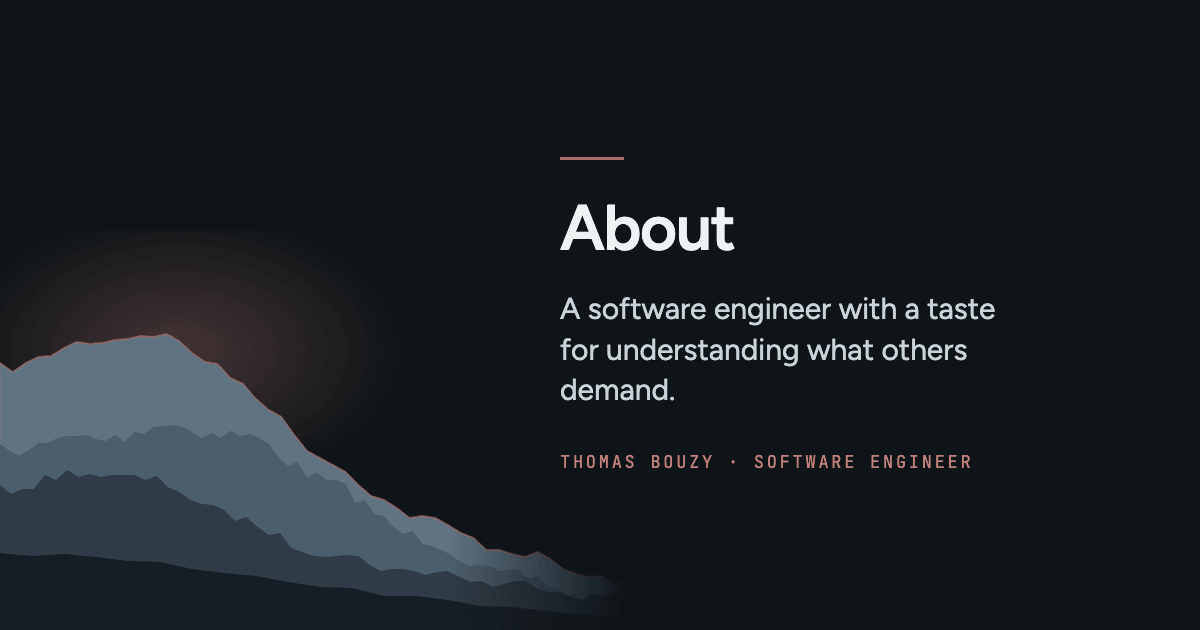 About
A software engineer with a taste
for understanding what others
demand.
THOMAS BOUZY · SOFTWARE ENGINEER